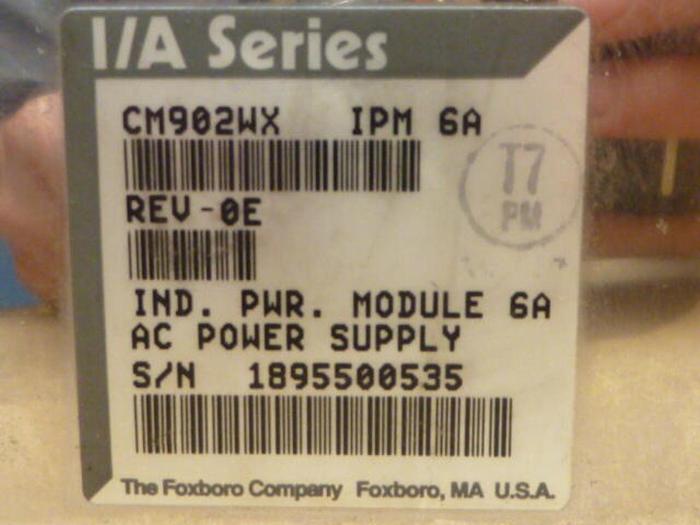 I/A Series
CM902WX IPM 6A
T7
PM
REV-0E
IND. PWR. MODULE 6A
AC POWER SUPPLY
S/N 1895500535
The Foxboro Company Foxboro, MA U.S.A.